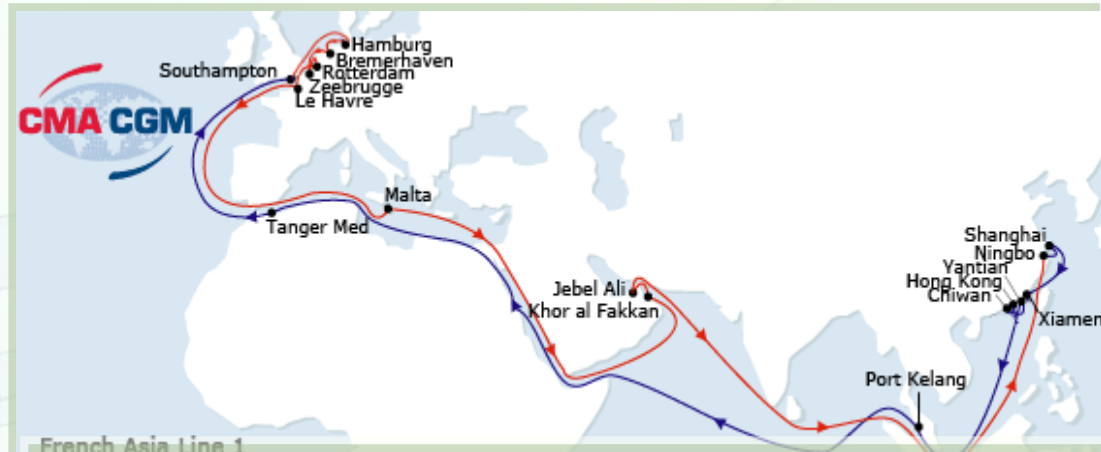 Hamburg
Bremerhaven
Southampton
Rotterdam
Zeebrugge
Le Havre
CMA CGM
Malta
Tanger Med
Shanghai
Ningbo
Yantian
Jebel Ali
Hong Kong
Khor al Fakkan
Chiwan
Xiamen
Port Kelang
French Asia Line 1